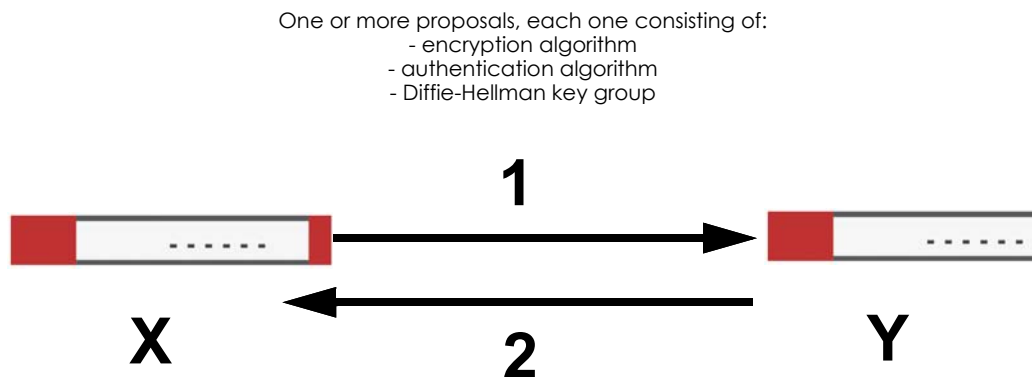 One or more proposals, each one consisting of:
- encryption algorithm
- authentication algorithm
- Diffie-Hellman key group
1
X
2
Y